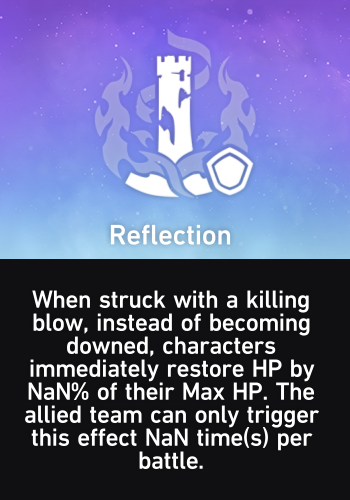 Reflection
When struck with a killing
blow, instead of becoming
downed, characters
immediately restore HP by
NaN% of their Max HP. The
allied team can only trigger
this effect NaN time(s) per
battle.